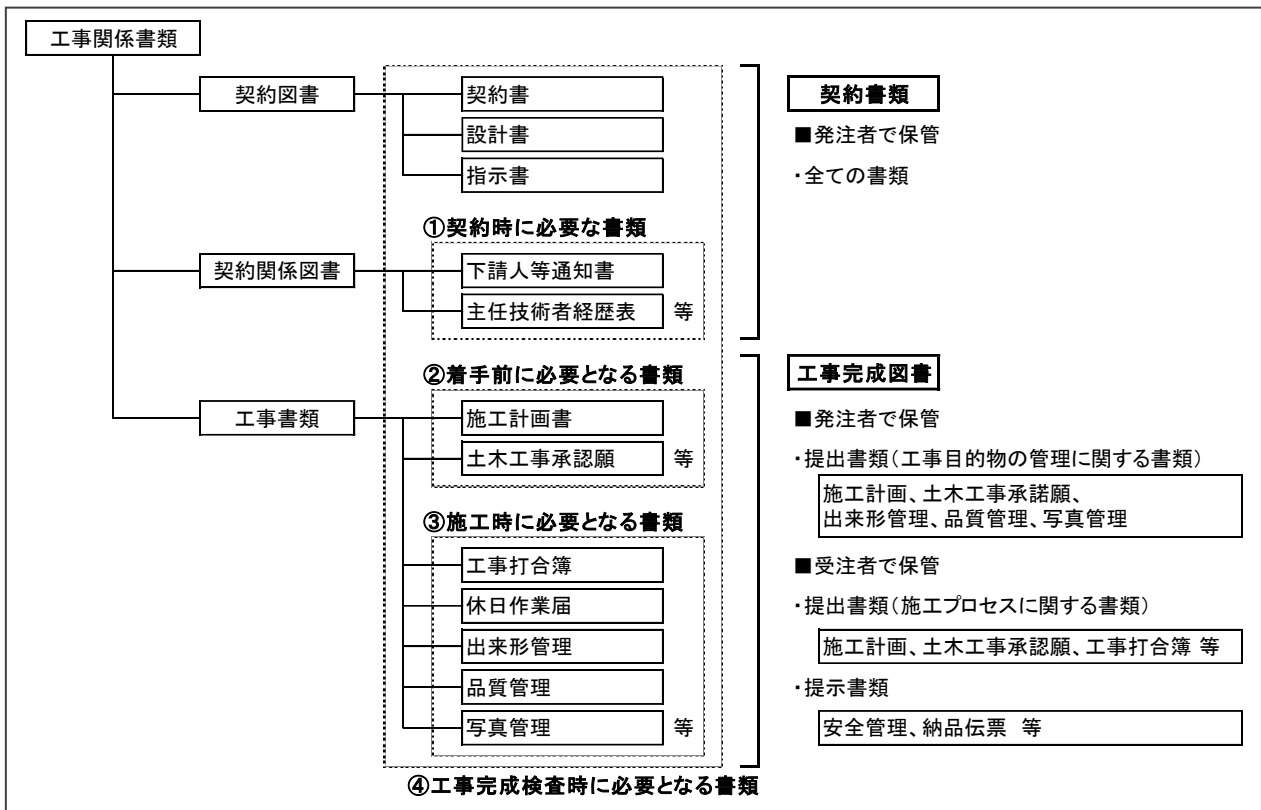 工事関係書類
契約図書
契約書
設計書
指示書
①契約時に必要な書類
契約関係図書
下請人等通知書
主任技術者経歴表 等
②着手前に必要となる書類
工事書類
施工計画書
土木工事承認願 等
③施工時に必要となる書類
工事打合簿
休日作業届
出来形管理
品質管理
写真管理 等
④工事完成検査時に必要となる書類
契約書類
■発注者で保管
・全ての書類
工事完成図書
■発注者で保管
・提出書類(工事目的物の管理に関する書類)
施工計画、土木工事承諾願、
出来形管理、品質管理、写真管理
■受注者で保管
・提出書類(施工プロセスに関する書類)
施工計画、土木工事承認願、工事打合簿 等
・提示書類
安全管理、納品伝票 等